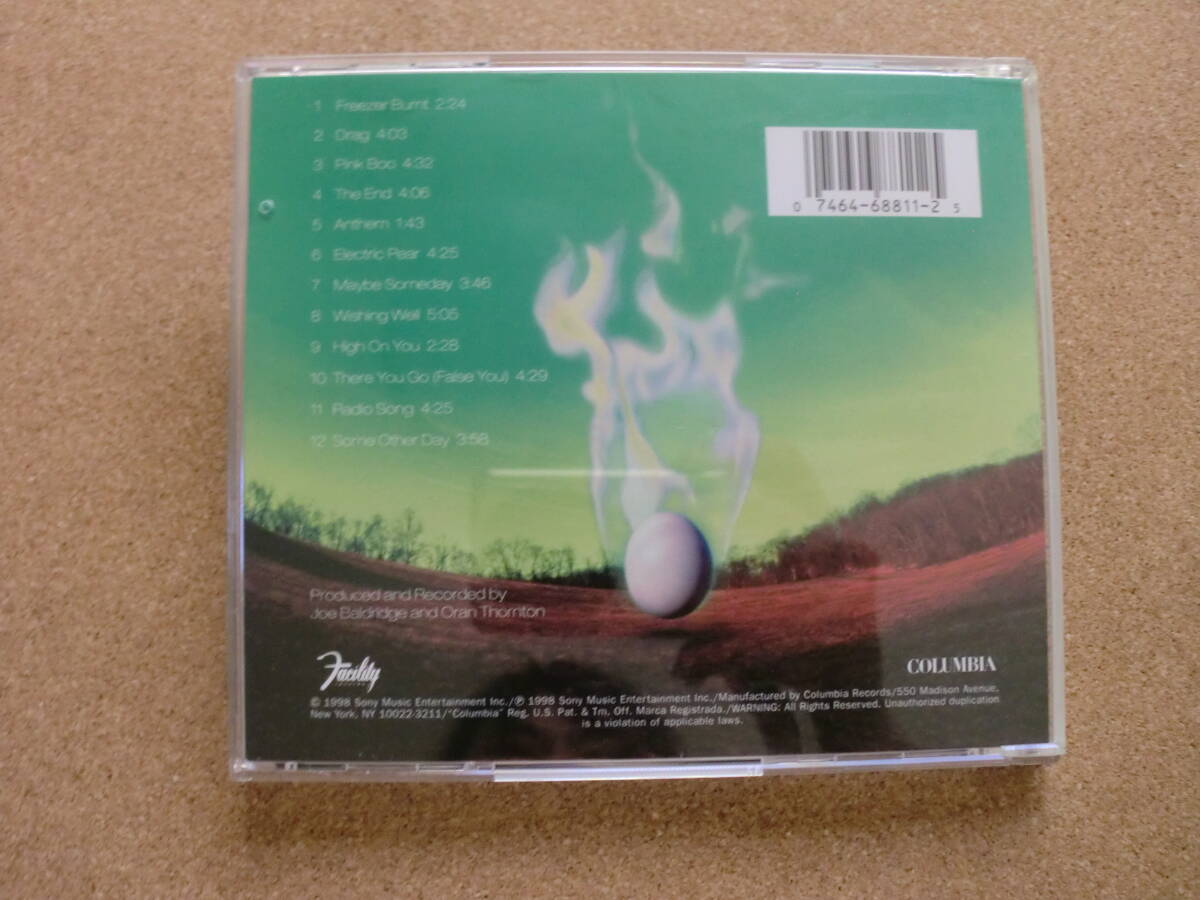 1 Freezer Burnt 2:24
2 Drag 4:03
3 Pink Boo 4:32
4 The End 4:06
5 Anthem 1:43
6 Electric Pear 4:25
7 Maybe Someday 3:46
8 Wishing Well 5:05
9 High On You 2:28
10 There You Go (False You) 4:29
11 Radio Song 4:25
12 Some Other Day 3:58
0 7464-68811-2 5
Produced and Recorded by
Joe Baldridge and Oran Thornton
Facility
COLUMBIA
© 1998 Sony Music Entertainment Inc./℗ 1998 Sony Music Entertainment Inc./Manufactured by Columbia Records/550 Madison Avenue,
New York, NY 10022-3211/"Columbia" Reg. U.S. Pat. & Tm. Off. Marca Registrada./WARNING: All Rights Reserved. Unauthorized duplication
is a violation of applicable laws.